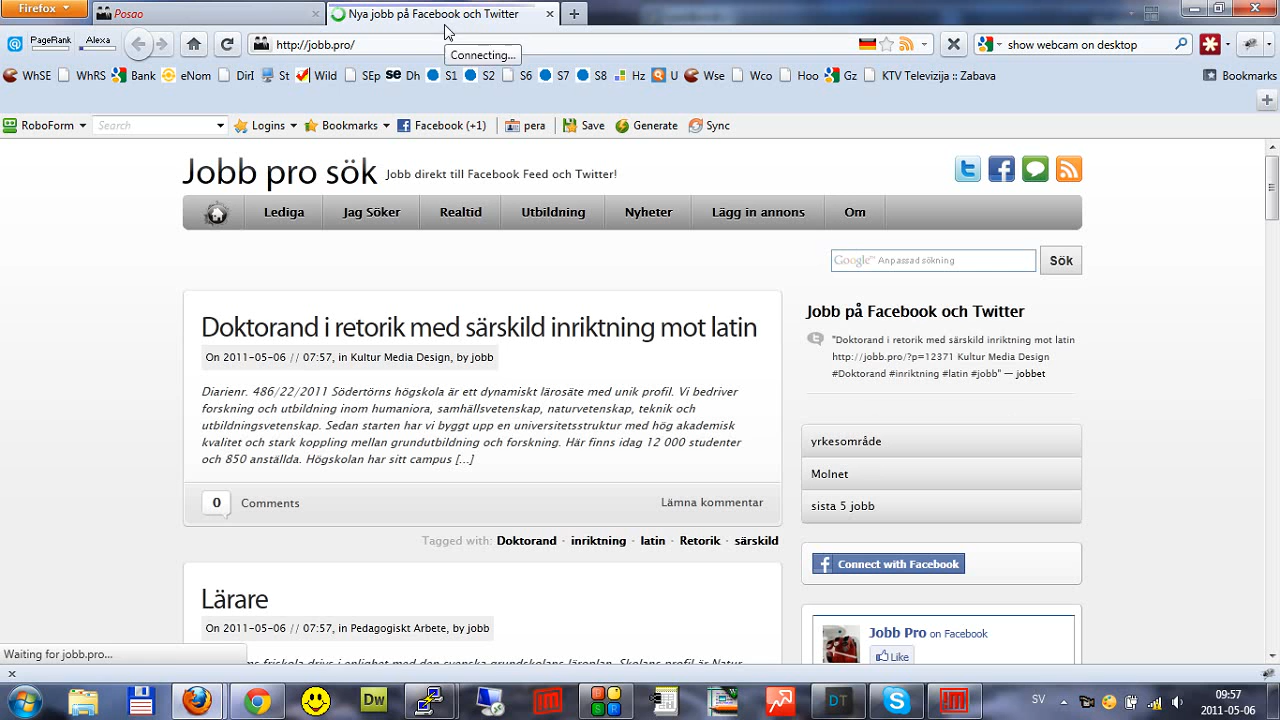 Firefox
Posao
Nya jobb på Facebook och Twitter
PageRank
Alexa
http://jobb.pro/
show webcam on desktop
Connecting...
WhSE WhRS Bank eNom Dirl St Wild SEp Dh S1 S2 S6 S7 S8 Hz U Wse Wco Hoo Gz KTV Televizija :: Zabava Bookmarks
RoboForm Search Logins Bookmarks Facebook (+1) pera Save Generate Sync
Jobb pro sök
Jobb direkt till Facebook Feed och Twitter!
Lediga Jag Söker Realtid Utbildning Nyheter Lägg in annons Om
Google™ Anpassad sökning
Sök
Doktorand i retorik med särskild inriktning mot latin
On 2011-05-06 // 07:57, in Kultur Media Design, by jobb
Diarienr. 486/22/2011 Södertörns högskola är ett dynamiskt lärosäte med unik profil. Vi bedriver
forskning och utbildning inom humaniora, samhällsvetenskap, naturvetenskap, teknik och
utbildningsvetenskap. Sedan starten har vi byggt upp en universitetsstruktur med hög akademisk
kvalitet och stark koppling mellan grundutbildning och forskning. Här finns idag 12 000 studenter
och 850 anställda. Högskolan har sitt campus [...]
0 Comments
Lämna kommentar
Tagged with: Doktorand · inriktning · latin · Retorik · särskild
Lärare
On 2011-05-06 // 07:57, in Pedagogiskt Arbete, by jobb
Jobb på Facebook och Twitter
"Doktorand i retorik med särskild inriktning mot latin
http://jobb.pro/?p=12371 Kultur Media Design
#Doktorand #inriktning #latin #jobb" — jobbet
yrkesområde
Molnet
sista 5 jobb
Connect with Facebook
Jobb Pro on Facebook
Like
Waiting for jobb.pro...
Dw
DT
SV
09:57
2011-05-06